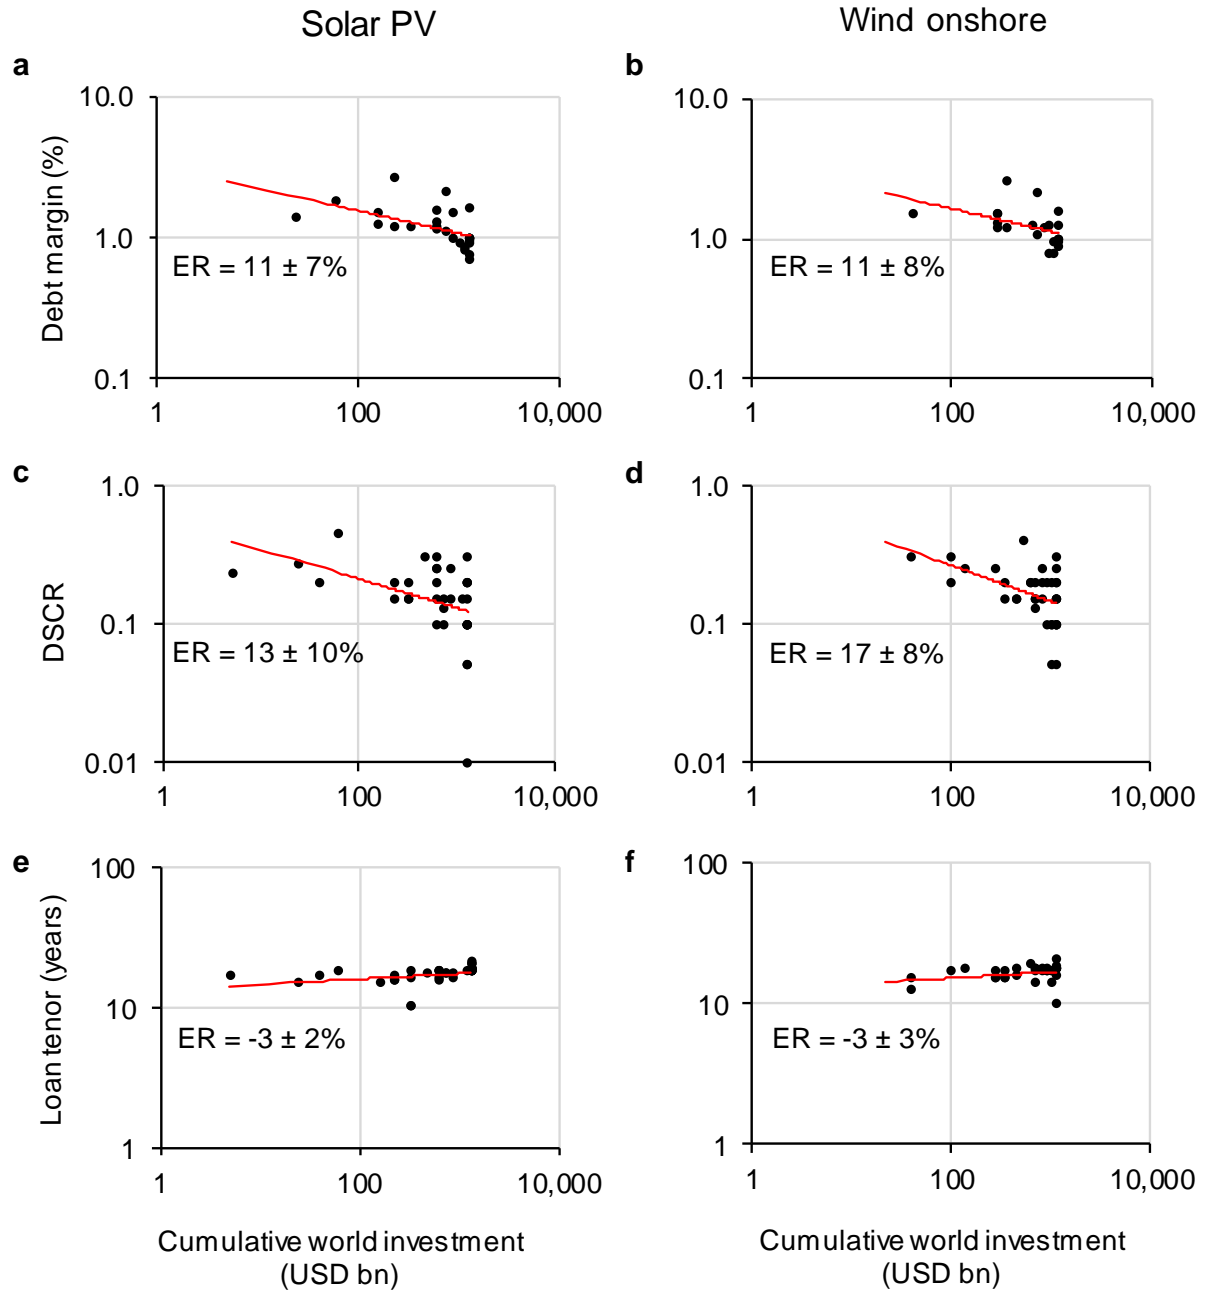 Solar PV
Wind onshore
a
b
Debt margin (%)
10.0
1.0
0.1
ER = 11 ± 7%
1
100
10,000
10.0
1.0
0.1
ER = 11 ± 8%
1
100
10,000
c
d
DSCR
1.0
0.1
0.01
ER = 13 ± 10%
1
100
10,000
1.0
0.1
0.01
ER = 17 ± 8%
1
100
10,000
e
f
Loan tenor (years)
100
10
1
ER = -3 ± 2%
1
100
10,000
Cumulative world investment
(USD bn)
100
10
1
ER = -3 ± 3%
1
100
10,000
Cumulative world investment
(USD bn)